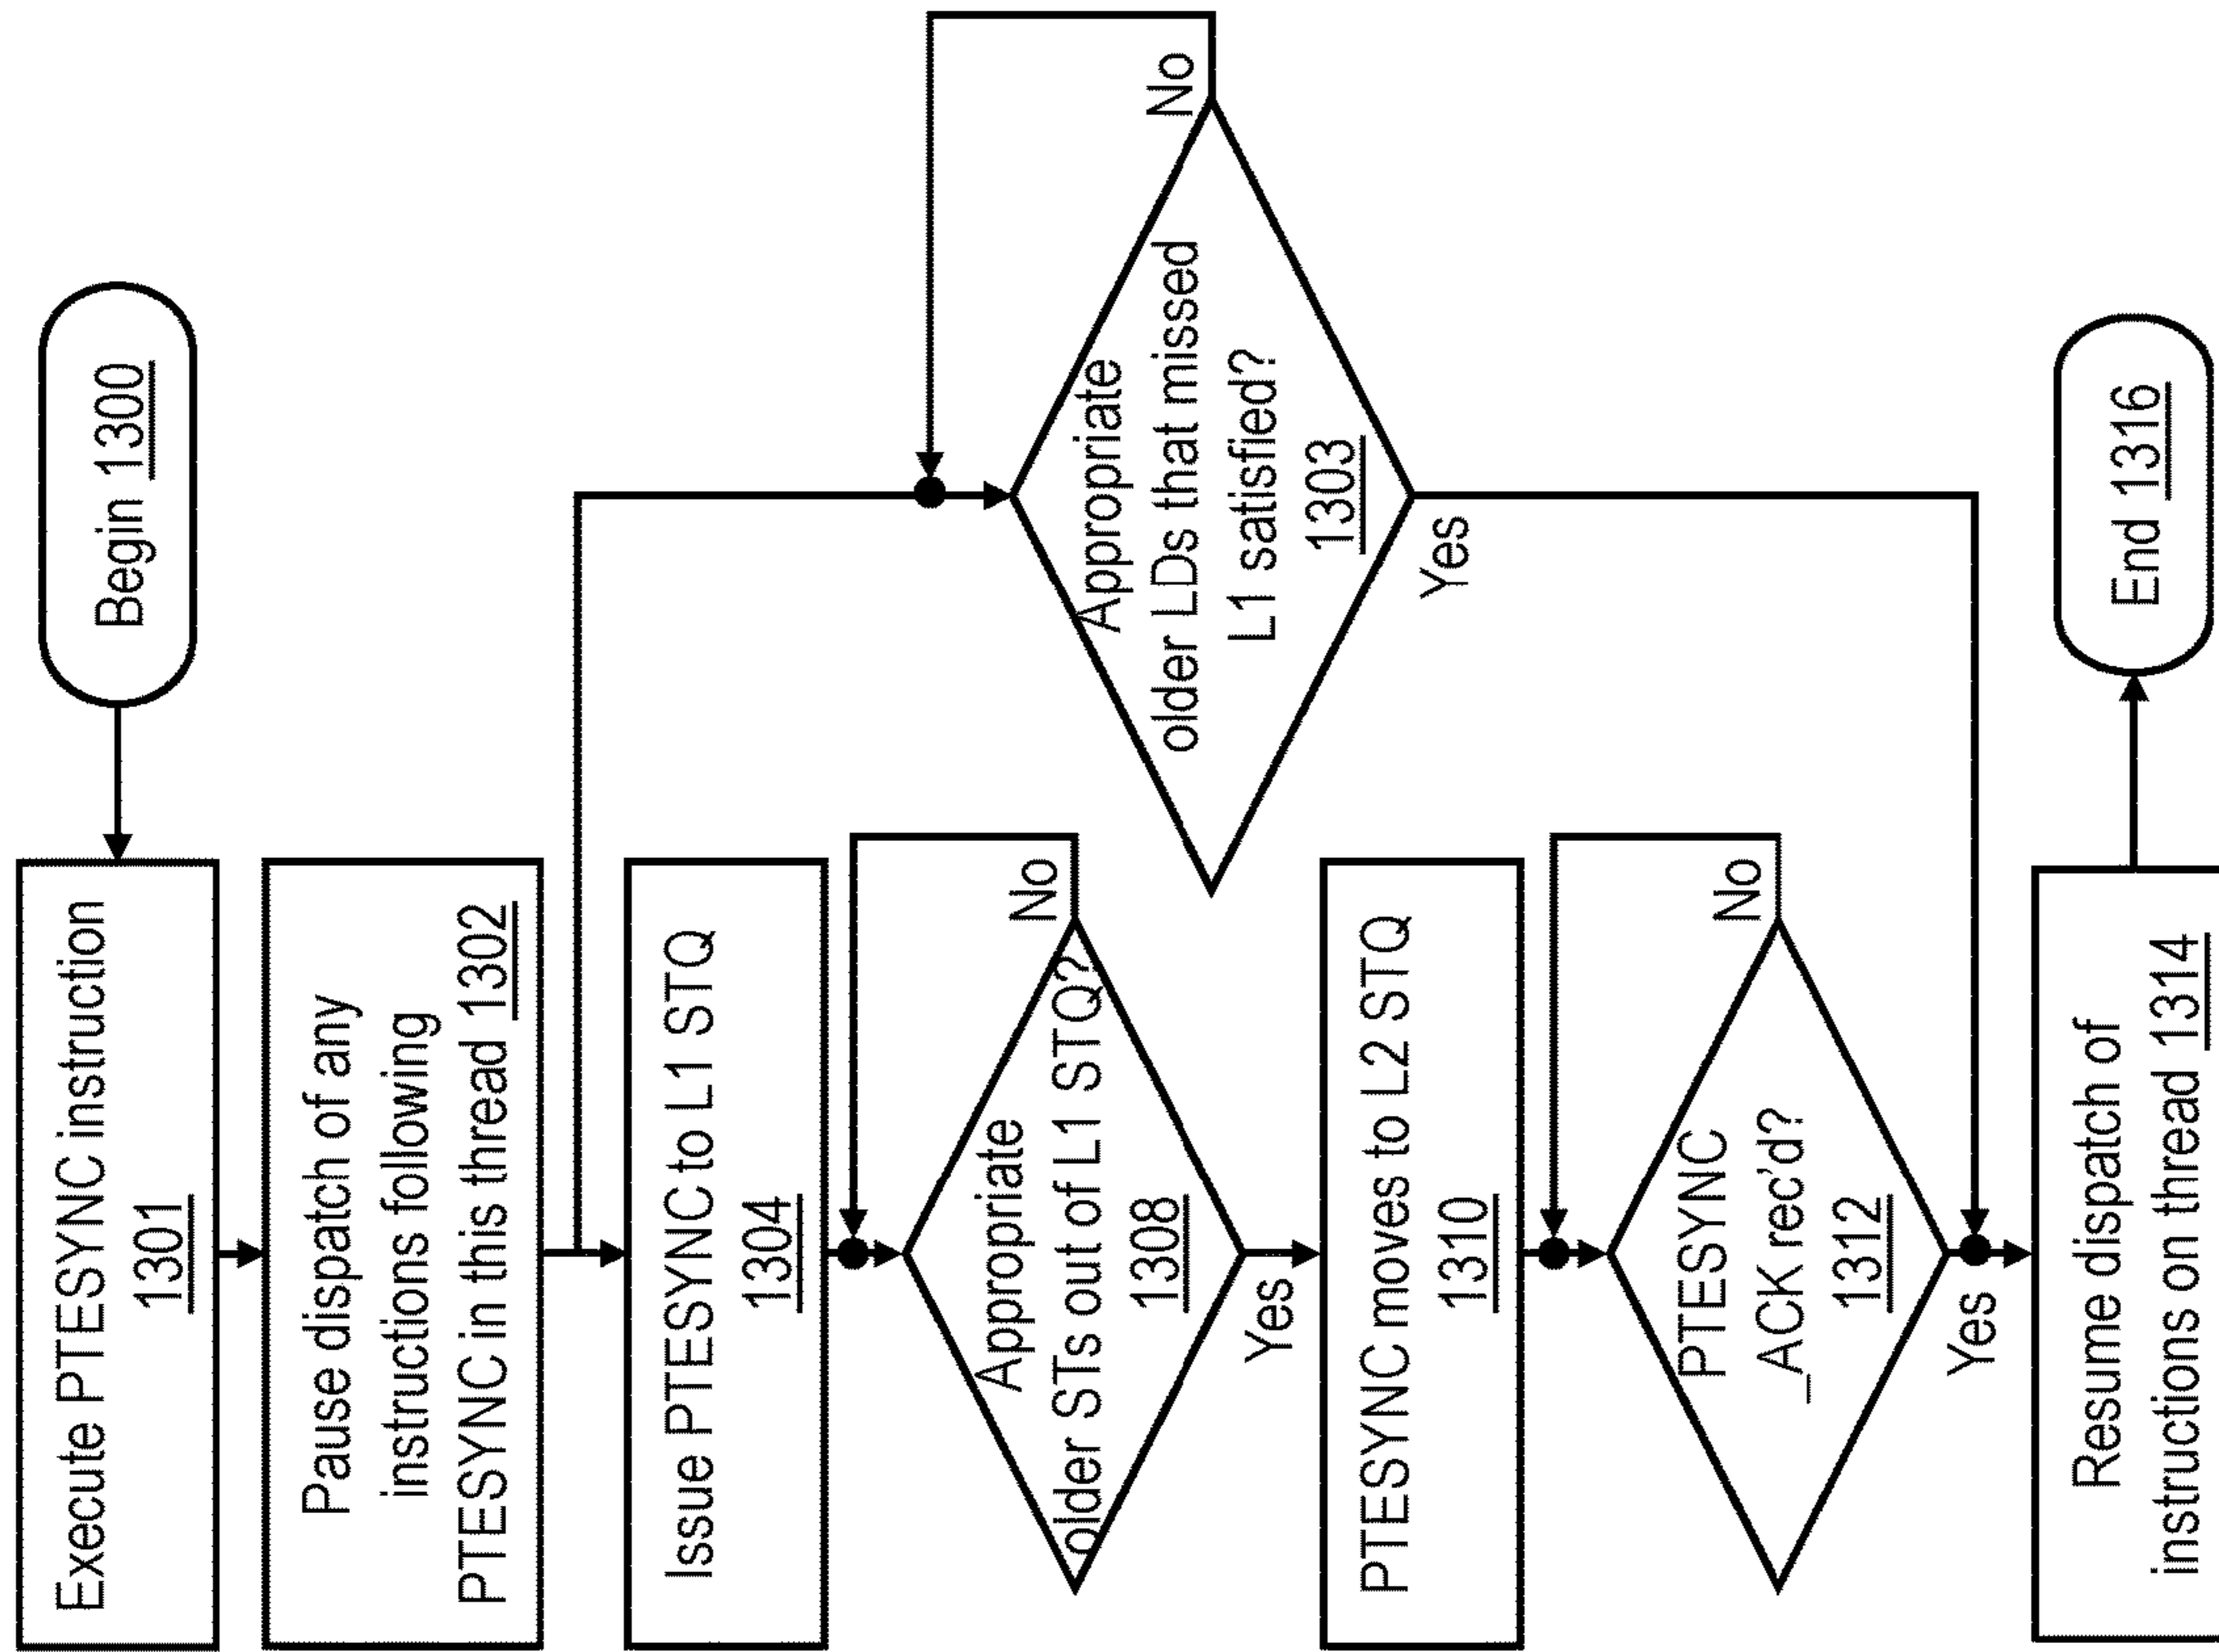 Begin 1300
Execute PTESYNC instruction
1301
Pause dispatch of any
instructions following
PTESYNC in this thread 1302
Issue PTESYNC to L1 STQ
1304
Appropriate
older STs out of L1 STQ?
1308
No
Yes
PTESYNC moves to L2 STQ
1310
PTESYNC
_ACK rec'd?
1312
No
Yes
Appropriate
older LDs that missed
L1 satisfied?
1303
No
Yes
Resume dispatch of
instructions on thread 1314
End 1316